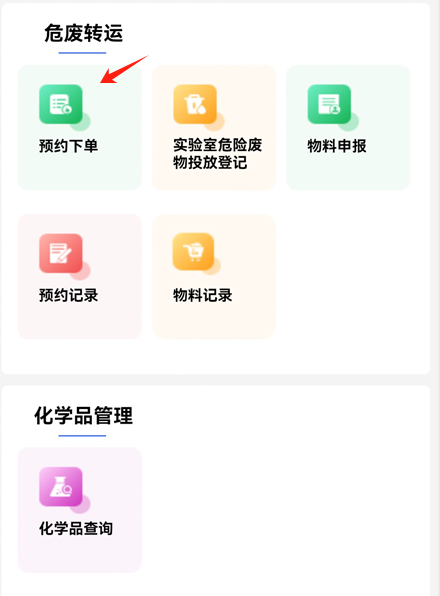 危废转运
预约下单
实验室危险废
物投放登记
物料申报
预约记录
物料记录
化学品管理
化学品查询